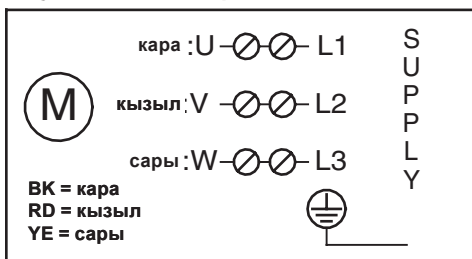 кара :U L1
M кызыл:V L2
сары :W L3
BK = кара
RD = кызыл
YE = сары
SUPPLY